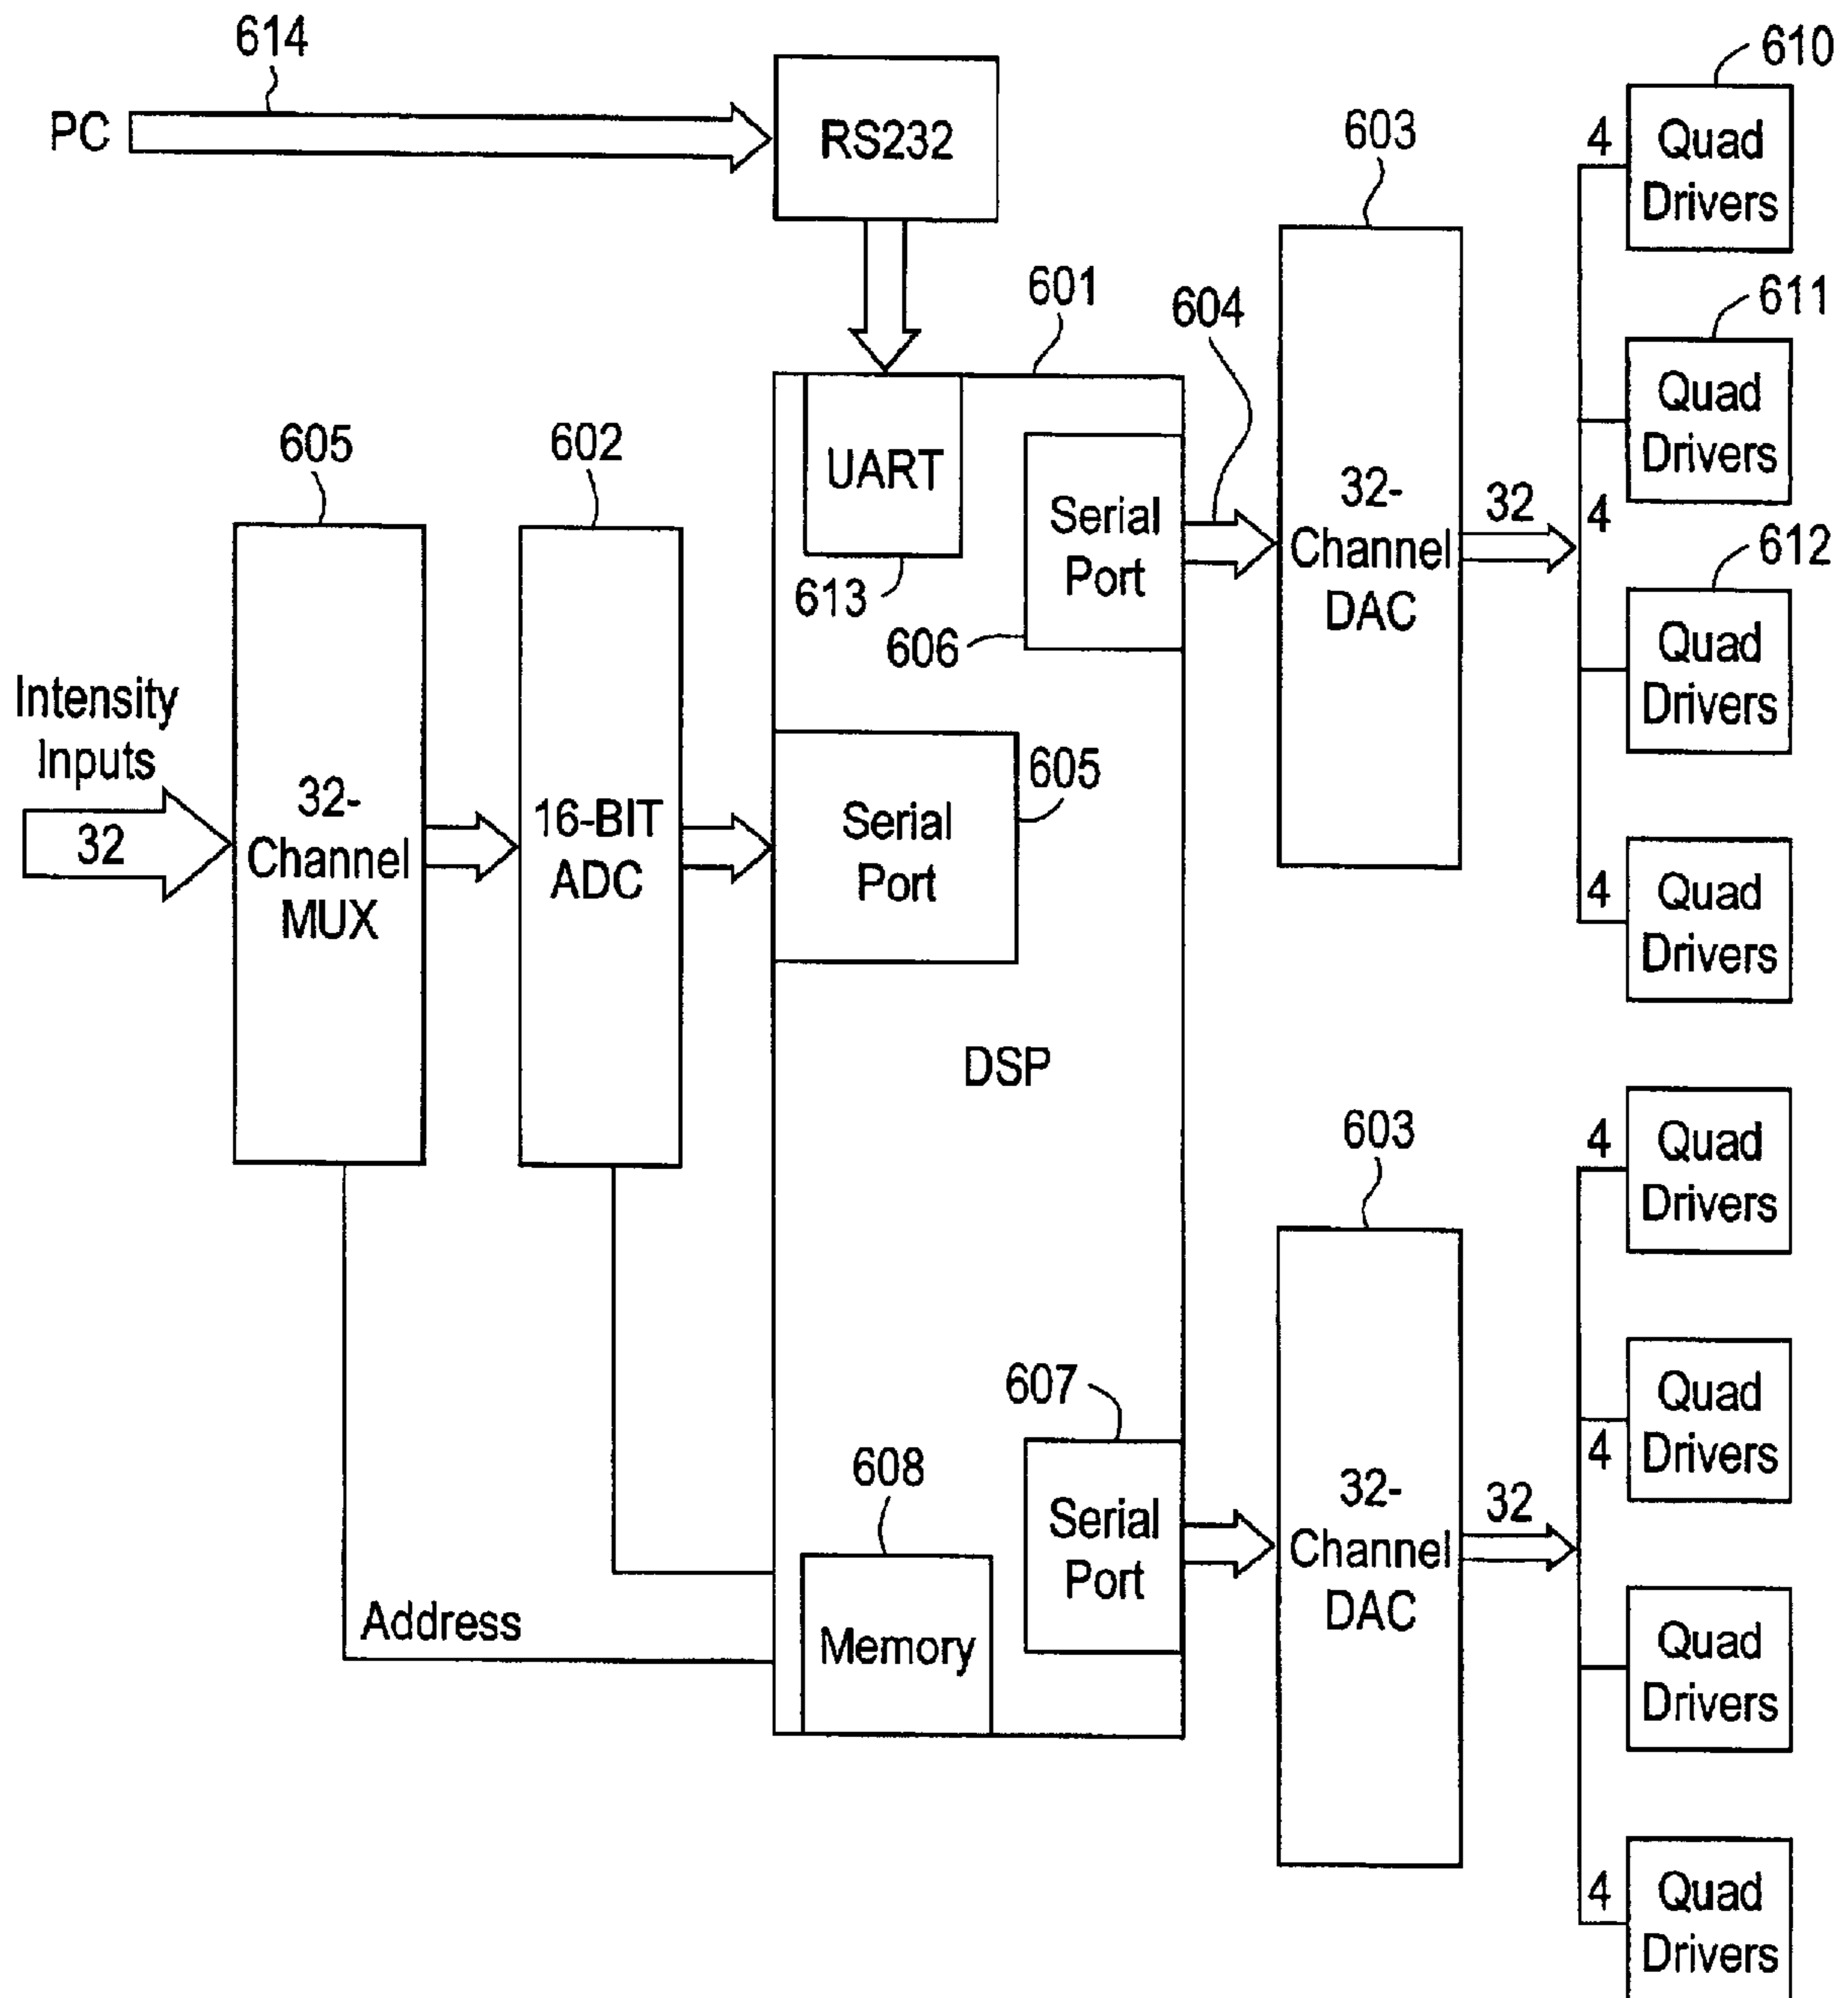 614
PC
RS232
610
4
Quad
Drivers
603
611
Quad
Drivers
4
601
604
605
602
UART
613
Serial
Port
606
32-
Channel
DAC
32
612
Quad
Drivers
4
Quad
Drivers
Intensity
Inputs
32
32-
Channel
MUX
16-BIT
ADC
Serial
Port
605
DSP
603
4
Quad
Drivers
Quad
Drivers
4
607
608
Serial
Port
32-
Channel
DAC
32
Address
Memory
Quad
Drivers
4
Quad
Drivers